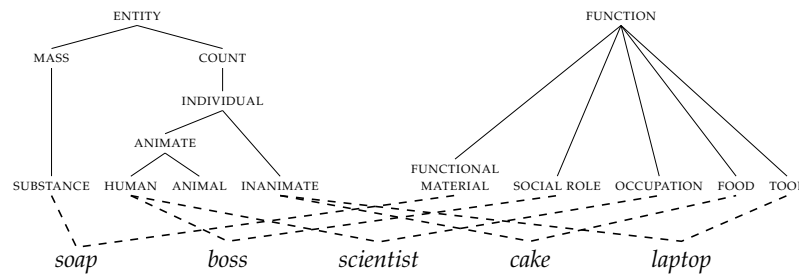 ENTITY FUNCTION
MASS COUNT
INDIVIDUAL
ANIMATE
FUNCTIONAL
SUBSTANCE HUMAN ANIMAL INANIMATE MATERIAL SOCIAL ROLE OCCUPATION FOOD TOOL
soap boss scientist cake laptop